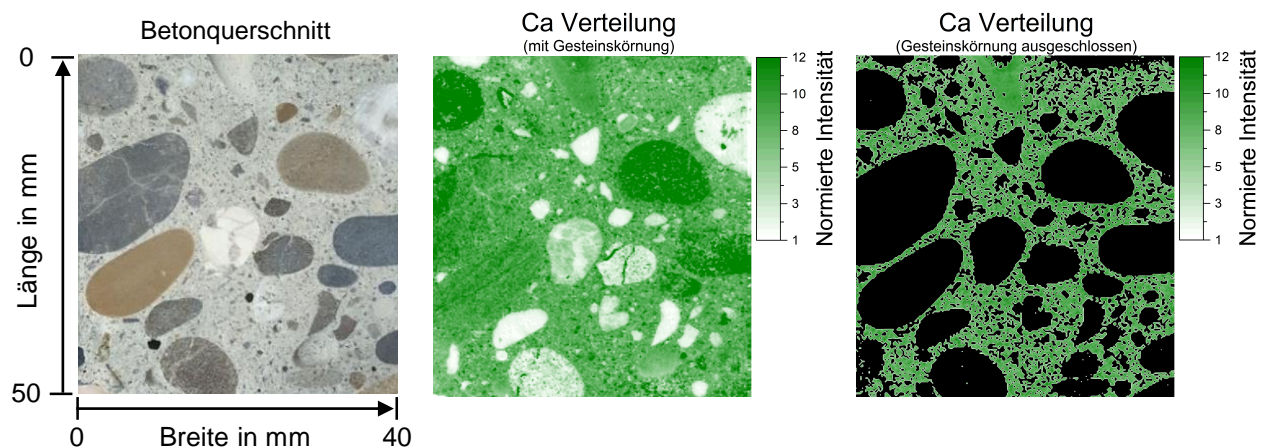 Betonquerschnitt
0
50
Länge in mm
0
Breite in mm
40
Ca Verteilung
(mit Gesteinskörnung)
12
10
8
5
3
1
Normierte Intensität
Ca Verteilung
(Gesteinskörnung ausgeschlossen)
12
10
8
5
3
1
Normierte Intensität